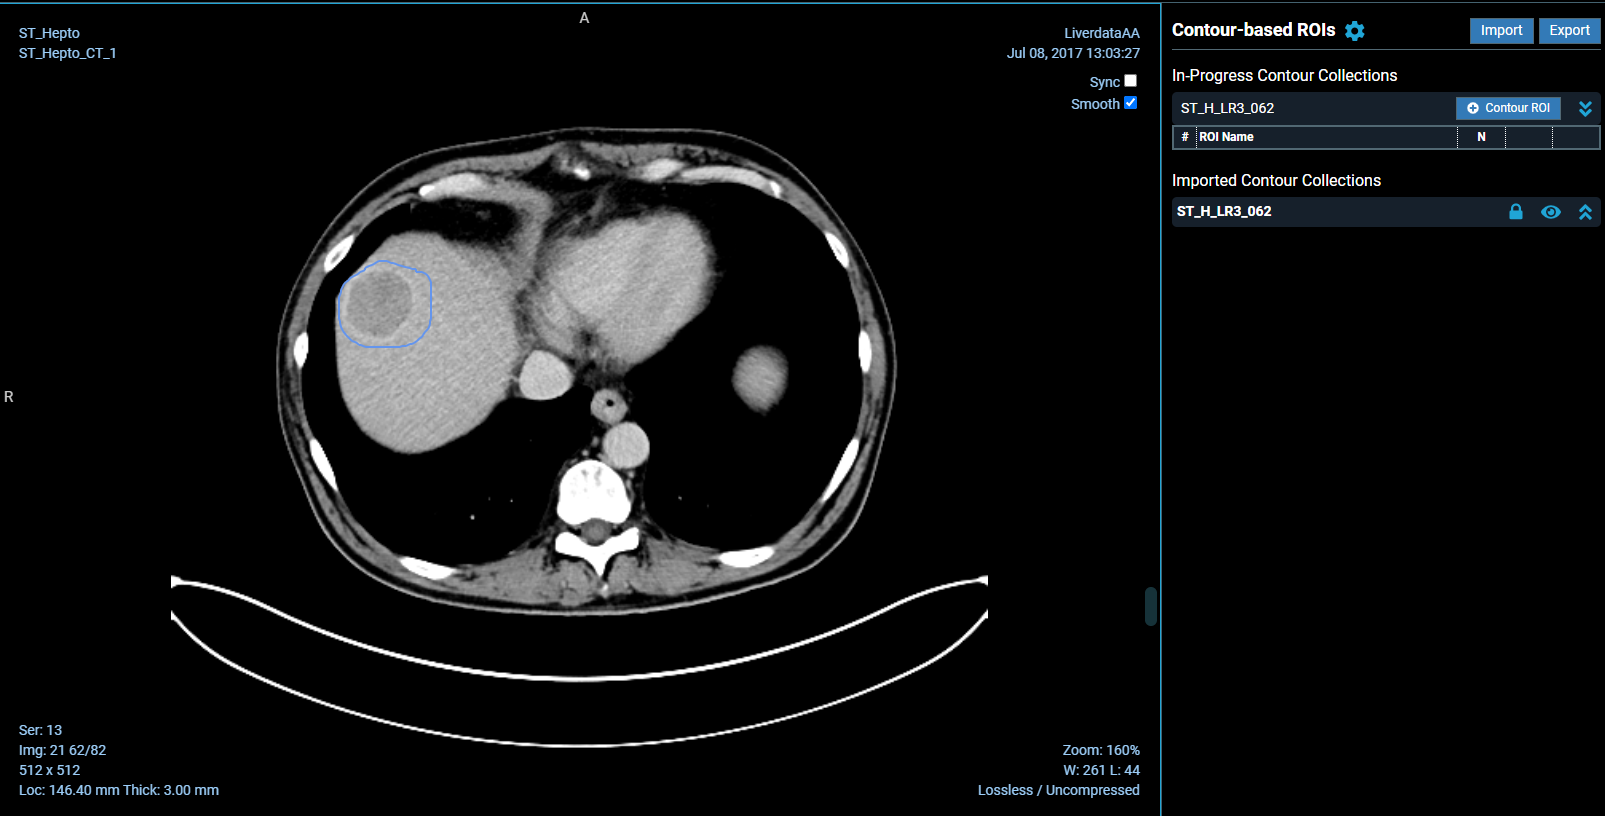 A
ST_Hepto
ST_Hepto_CT_1
LiverdataAA
Jul 08, 2017 13:03:27
Sync
Smooth
R
Ser: 13
Img: 21 62/82
512 x 512
Loc: 146.40 mm Thick: 3.00 mm
Zoom: 160%
W: 261 L: 44
Lossless / Uncompressed
Contour-based ROIs
Import
Export
In-Progress Contour Collections
ST_H_LR3_062
Contour ROI
# ROI Name N
Imported Contour Collections
ST_H_LR3_062